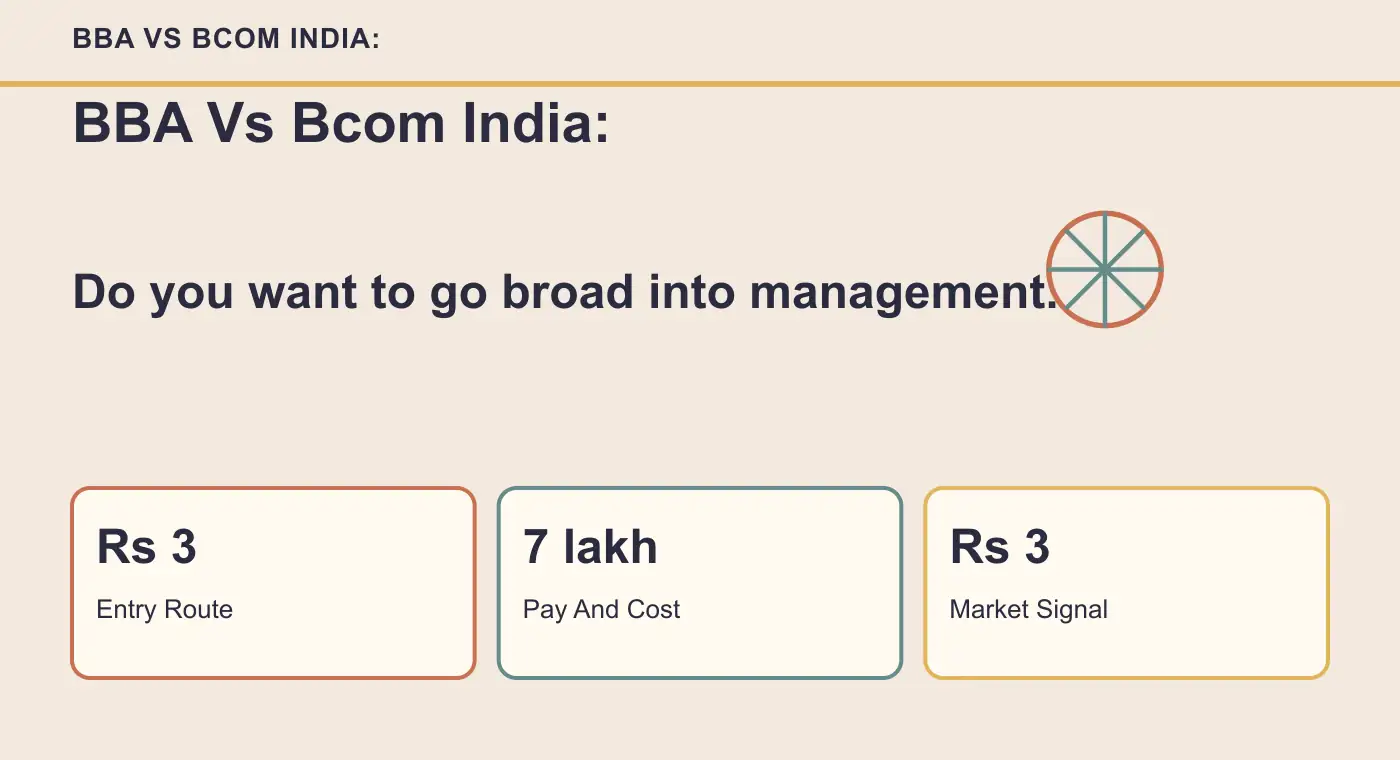 BBA VS BCOM INDIA:
BBA Vs Bcom India:
Do you want to go broad into management.
Rs 3
Entry Route
7 lakh
Pay And Cost
Rs 3
Market Signal